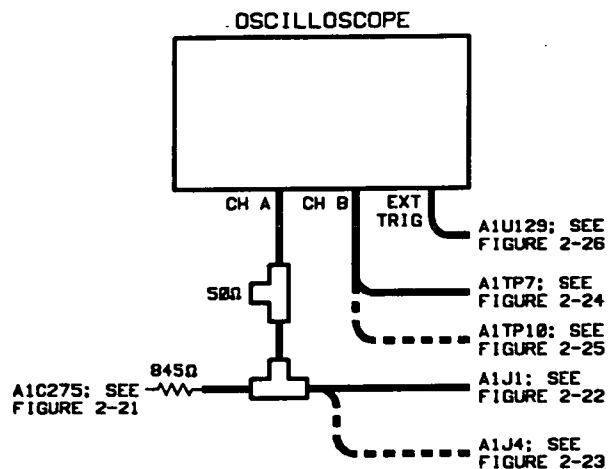 OSCILLOSCOPE
CH A
CH B
EXT
TRIG
A1U129; SEE
FIGURE 2-26
50Ω
A1TP7; SEE
FIGURE 2-24
A1TP10; SEE
FIGURE 2-25
845Ω
A1C275; SEE
FIGURE 2-21
A1J1; SEE
FIGURE 2-22
A1J4; SEE
FIGURE 2-23